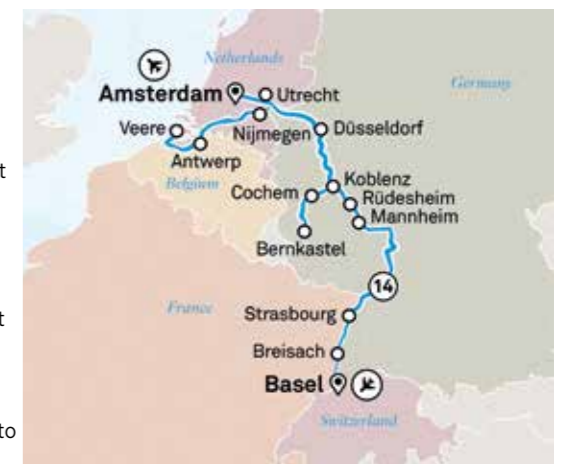 Netherlands
Germany
Amsterdam
Utrecht
Veere
Nijmegen
Düsseldorf
Antwerp
Belgium
Koblenz
Cochem
Rüdesheim
Mannheim
Bernkastel
14
France
Strasbourg
Breisach
Basel
Switzerland
t
t
to